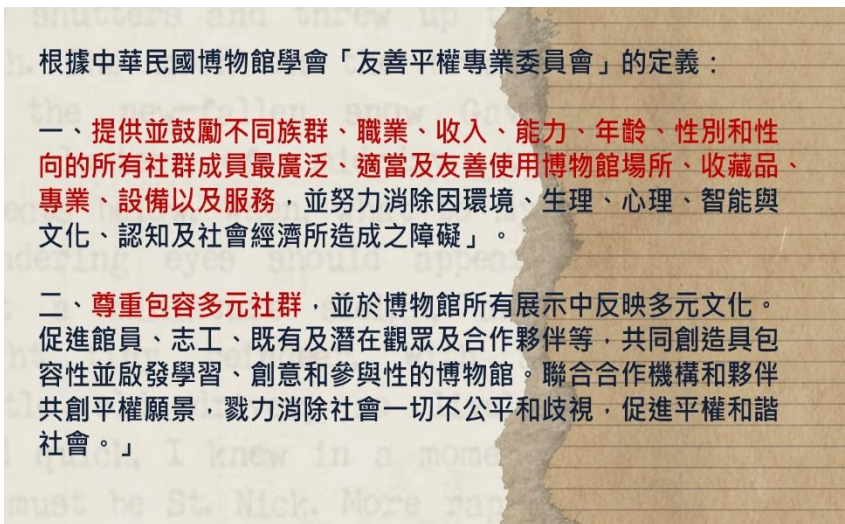 根據中華民國博物館學會「友善平權專業委員會」的定義：
一、提供並鼓勵不同族群、職業、收入、能力、年齡、性別和性
向的所有社群成員最廣泛、適當及友善使用博物館場所、收藏品、
專業、設備以及服務，並努力消除因環境、生理、心理、智能與
文化、認知及社會經濟所造成之障礙」。
二、尊重包容多元社群，並於博物館所有展示中反映多元文化。
促進館員、志工、既有及潛在觀眾及合作夥伴等，共同創造具包
容性並啟發學習、創意和參與性的博物館。聯合合作機構和夥伴
共創平權願景，戮力消除社會一切不公平和歧視，促進平權和諧
社會。」